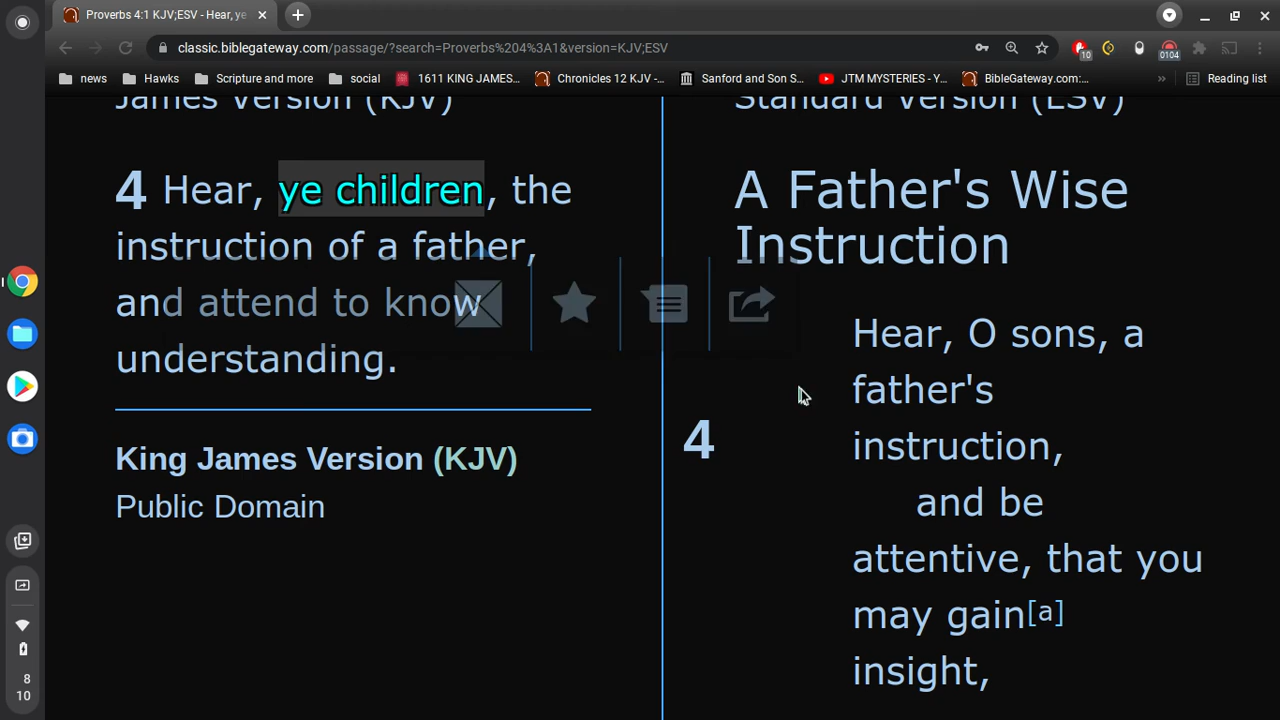 Proverbs 4:1 KJV;ESV - Hear, ye
classic.biblegateway.com/passage/?search=Proverbs%204%3A1&version=KJV;ESV
10
0104
news
Hawks
Scripture and more
social
1611 KING JAMES...
Chronicles 12 KJV -...
Sanford and Son S...
JTM MYSTERIES - Y...
BibleGateway.com:...
»
Reading list
James Version (KJV)
4 Hear, ye children, the
instruction of a father,
and attend to know
understanding.
King James Version (KJV)
Public Domain
Standard Version (ESV)
A Father's Wise
Instruction
Hear, O sons, a
father's
4
instruction,
and be
attentive, that you
may gain[a]
insight,
8
10